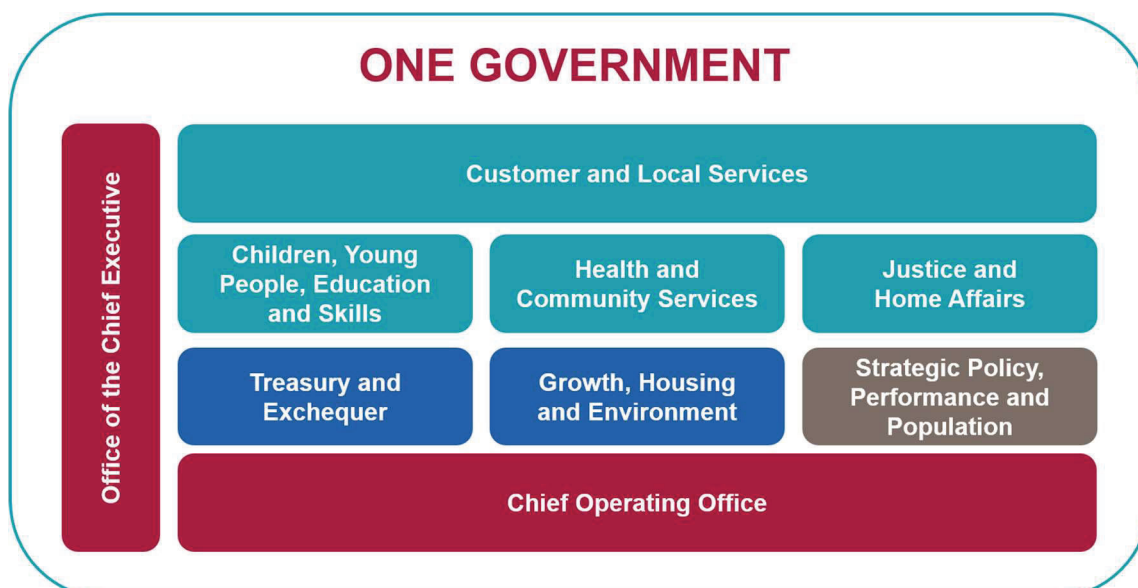 ONE GOVERNMENT
Office of the Chief Executive
Customer and Local Services
Children, Young
People, Education
and Skills
Health and
Community Services
Justice and
Home Affairs
Treasury and
Exchequer
Growth, Housing
and Environment
Strategic Policy,
Performance and
Population
Chief Operating Office